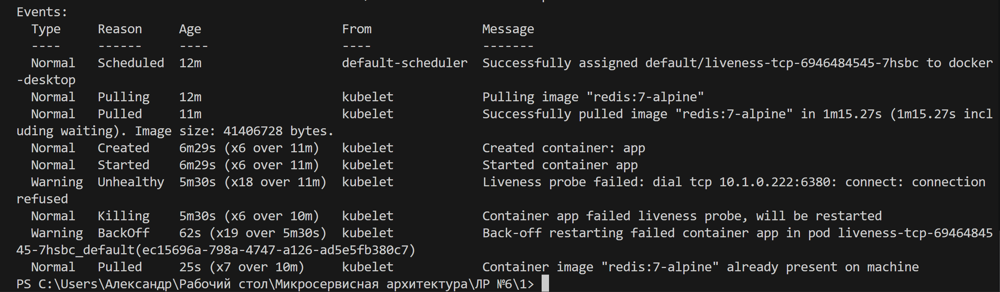 Events:
  Type     Reason     Age                   From               Message
  ----     ------     ----                  ----               -------
  Normal   Scheduled  12m                   default-scheduler  Successfully assigned default/liveness-tcp-6946484545-7hsbc to docker
-desktop
  Normal   Pulling    12m                   kubelet            Pulling image "redis:7-alpine"
  Normal   Pulled     11m                   kubelet            Successfully pulled image "redis:7-alpine" in 1m15.27s (1m15.27s incl
uding waiting). Image size: 41406728 bytes.
  Normal   Created    6m29s (x6 over 11m)   kubelet            Created container: app
  Normal   Started    6m29s (x6 over 11m)   kubelet            Started container app
  Warning  Unhealthy  5m30s (x18 over 11m)  kubelet            Liveness probe failed: dial tcp 10.1.0.222:6380: connect: connection
refused
  Normal   Killing    5m30s (x6 over 10m)   kubelet            Container app failed liveness probe, will be restarted
  Warning  BackOff    62s (x19 over 5m30s)  kubelet            Back-off restarting failed container app in pod liveness-tcp-69464845
45-7hsbc_default(ec15696a-798a-4747-a126-ad5e5fb380c7)
  Normal   Pulled     25s (x7 over 10m)     kubelet            Container image "redis:7-alpine" already present on machine
PS C:\Users\Александр\Рабочий стол\Микросервисная архитектура\ЛР №6\1>